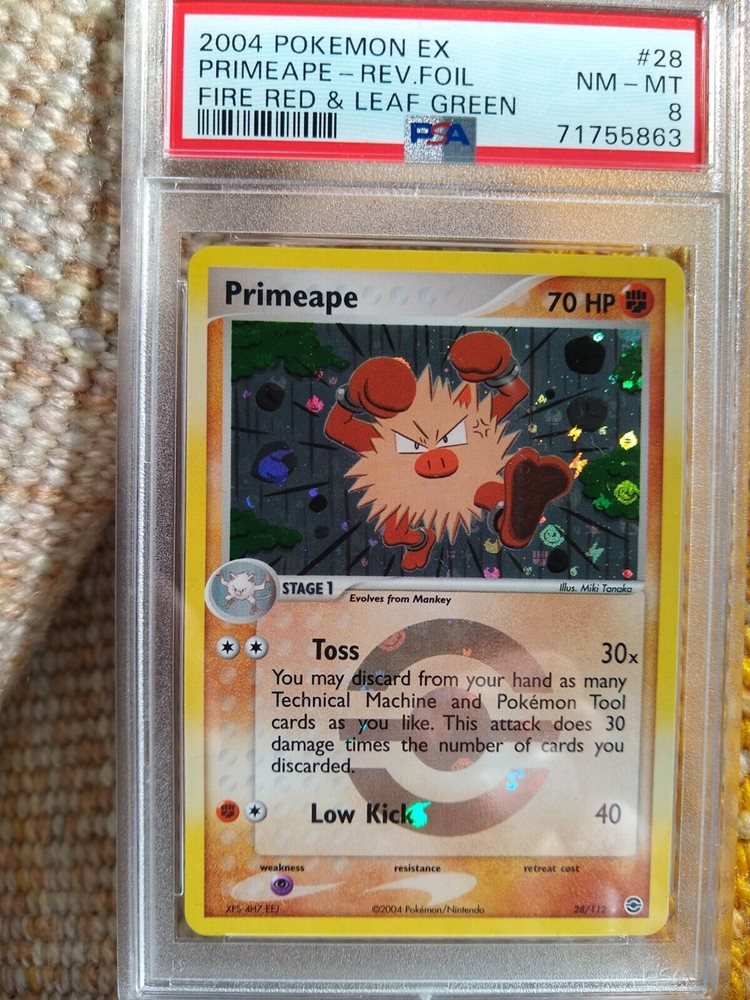 2004 POKEMON EX #28
PRIMEAPE - REV.FOIL NM - MT
FIRE RED & LEAF GREEN 8
PSA 71755863
Primeape 70 HP
Illus. Miki Tanaka
STAGE 1
Evolves from Mankey
Toss 30x
You may discard from your hand as many
Technical Machine and Pokémon Tool
cards as you like. This attack does 30
damage times the number of cards you
discarded.
Low Kick 40
weakness resistance retreat cost
XFS-4H7-EFJ ©2004 Pokémon/Nintendo 28/112